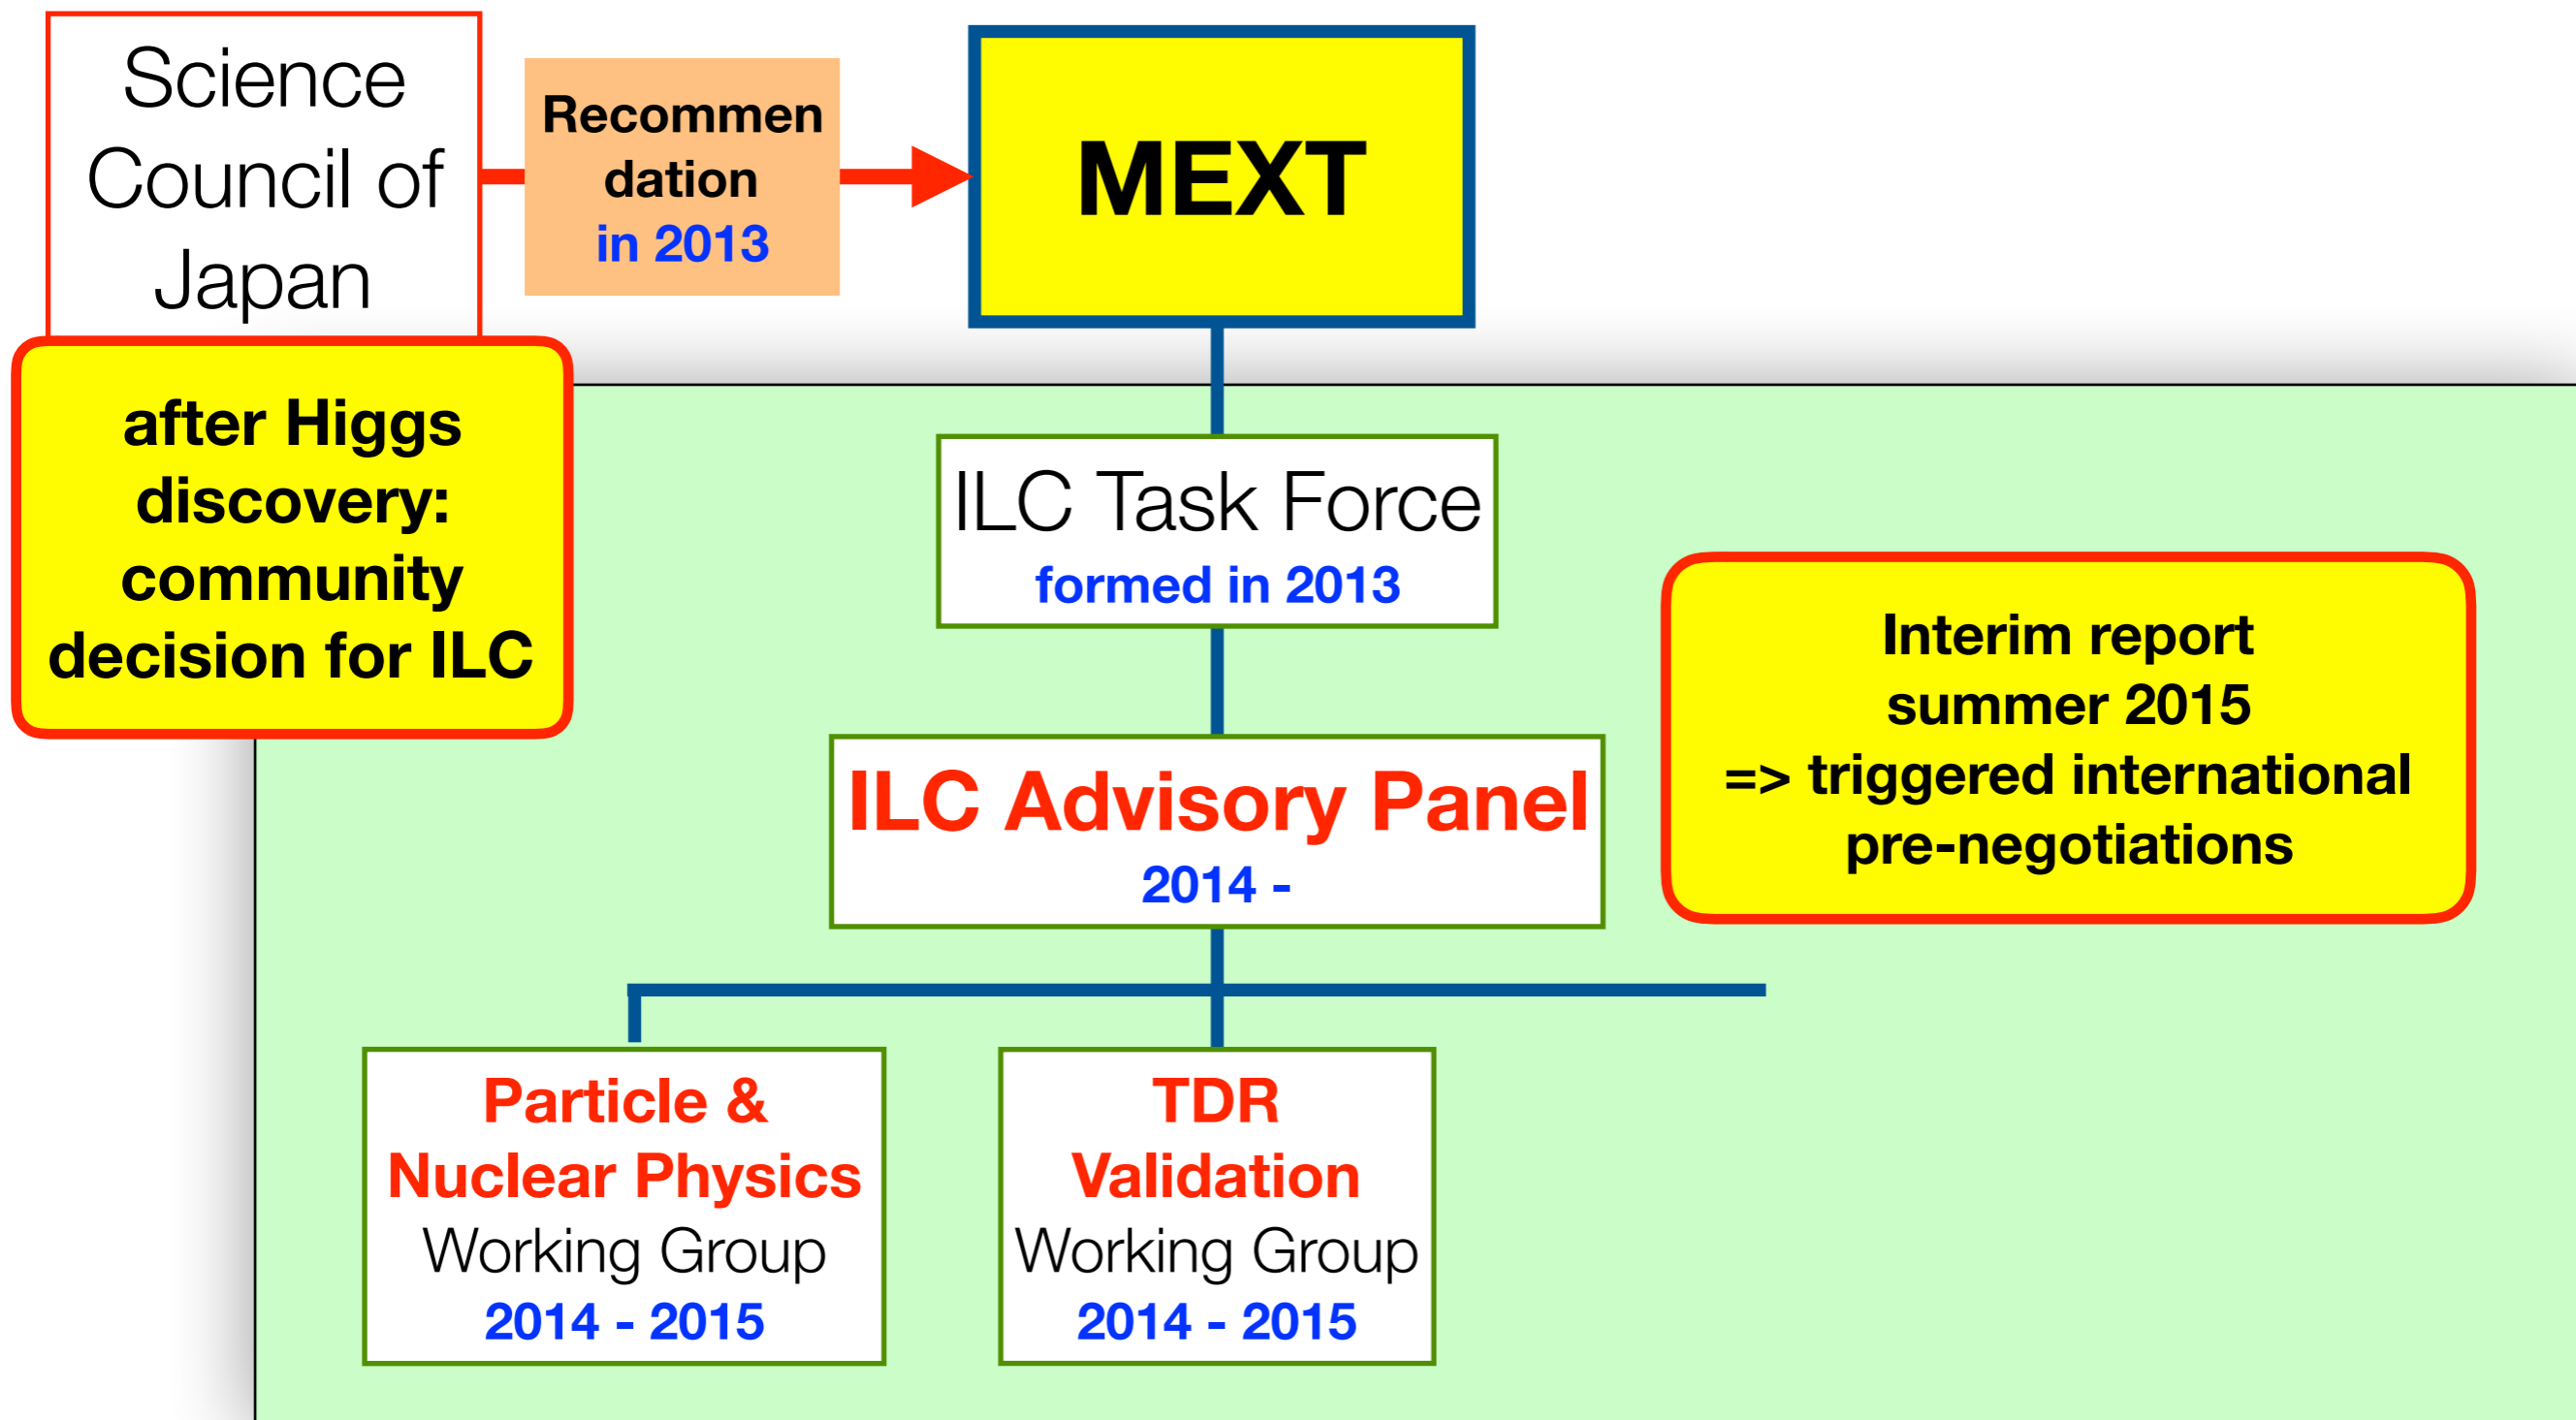 Science
Council of
Japan
Recommen
dation
in 2013
MEXT
after Higgs
discovery:
community
decision for ILC
ILC Task Force
formed in 2013
ILC Advisory Panel
2014 -
Interim report
summer 2015
=> triggered international
pre-negotiations
Particle &
Nuclear Physics
Working Group
2014 - 2015
TDR
Validation
Working Group
2014 - 2015